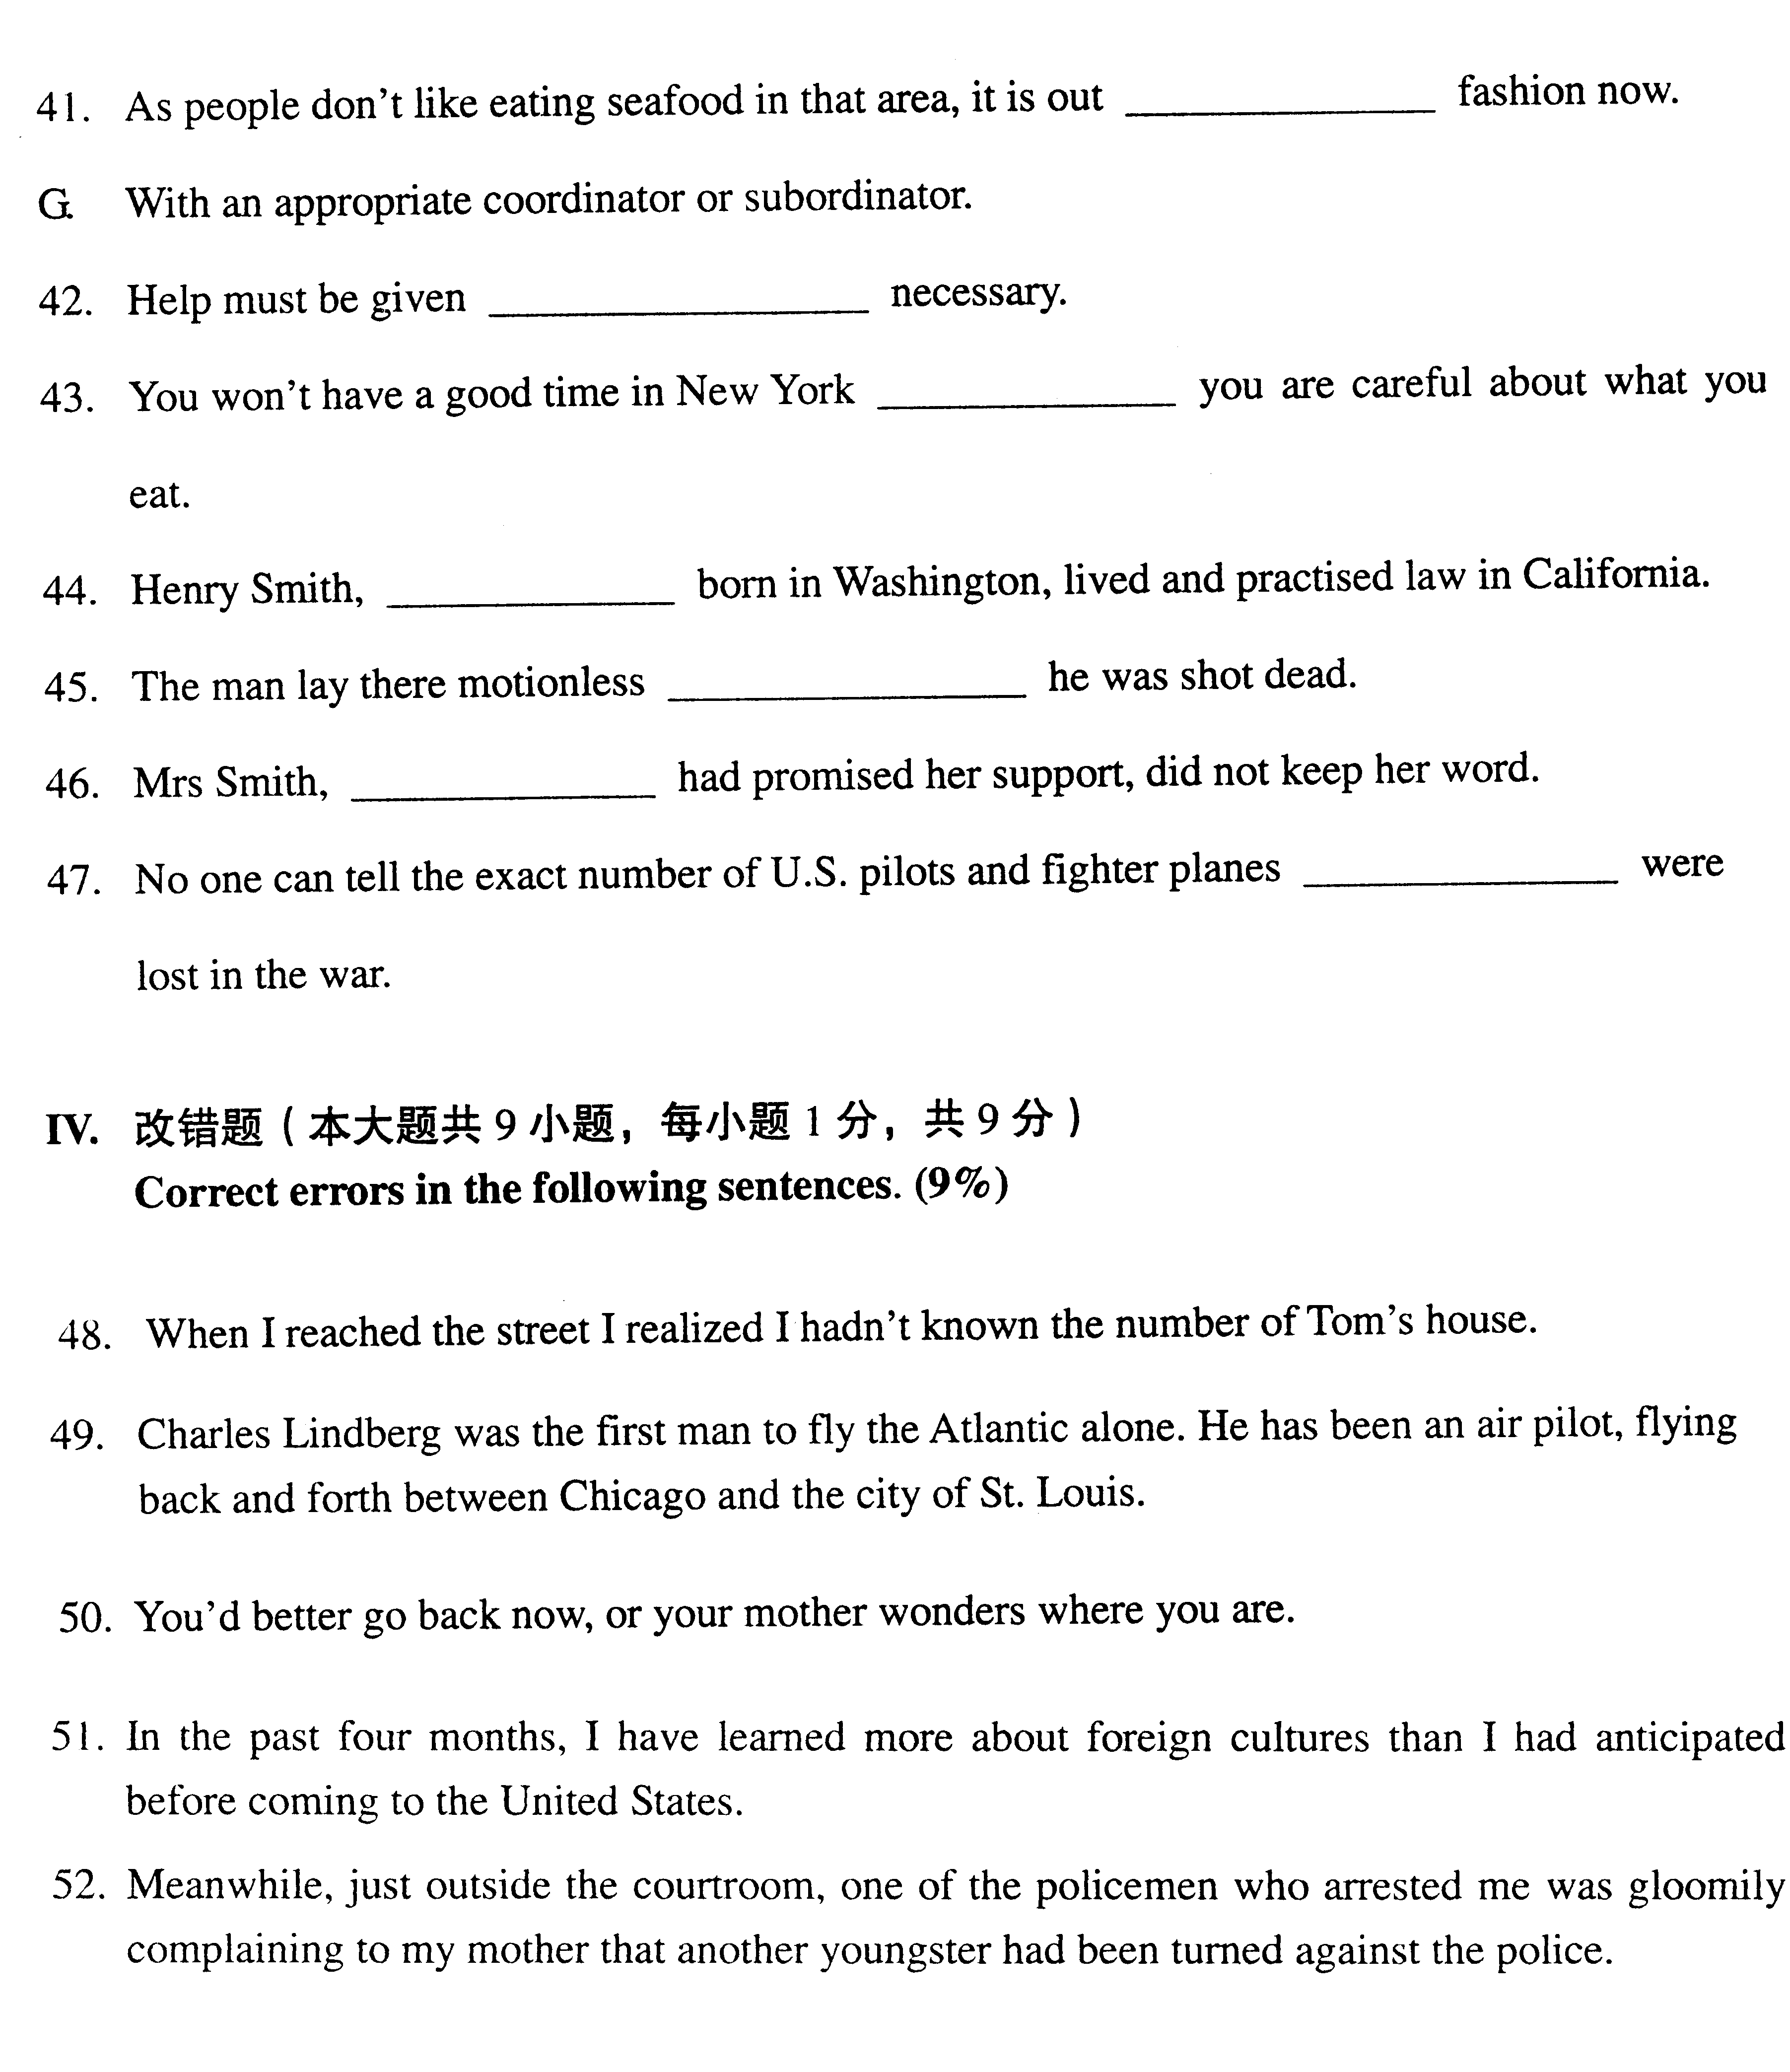 41. As people don't like eating seafood in that area, it is out ______________ fashion now.
G. With an appropriate coordinator or subordinator.
42. Help must be given ______________ necessary.
43. You won't have a good time in New York ______________ you are careful about what you
eat.
44. Henry Smith, ______________ born in Washington, lived and practised law in California.
45. The man lay there motionless ______________ he was shot dead.
46. Mrs Smith, ______________ had promised her support, did not keep her word.
47. No one can tell the exact number of U.S. pilots and fighter planes ______________ were
lost in the war.
IV. 改错题(本大题共9小题，每小题1分，共9分)
Correct errors in the following sentences. (9%)
48. When I reached the street I realized I hadn't known the number of Tom's house.
49. Charles Lindberg was the first man to fly the Atlantic alone. He has been an air pilot, flying
back and forth between Chicago and the city of St. Louis.
50. You'd better go back now, or your mother wonders where you are.
51. In the past four months, I have learned more about foreign cultures than I had anticipated
before coming to the United States.
52. Meanwhile, just outside the courtroom, one of the policemen who arrested me was gloomily
complaining to my mother that another youngster had been turned against the police.